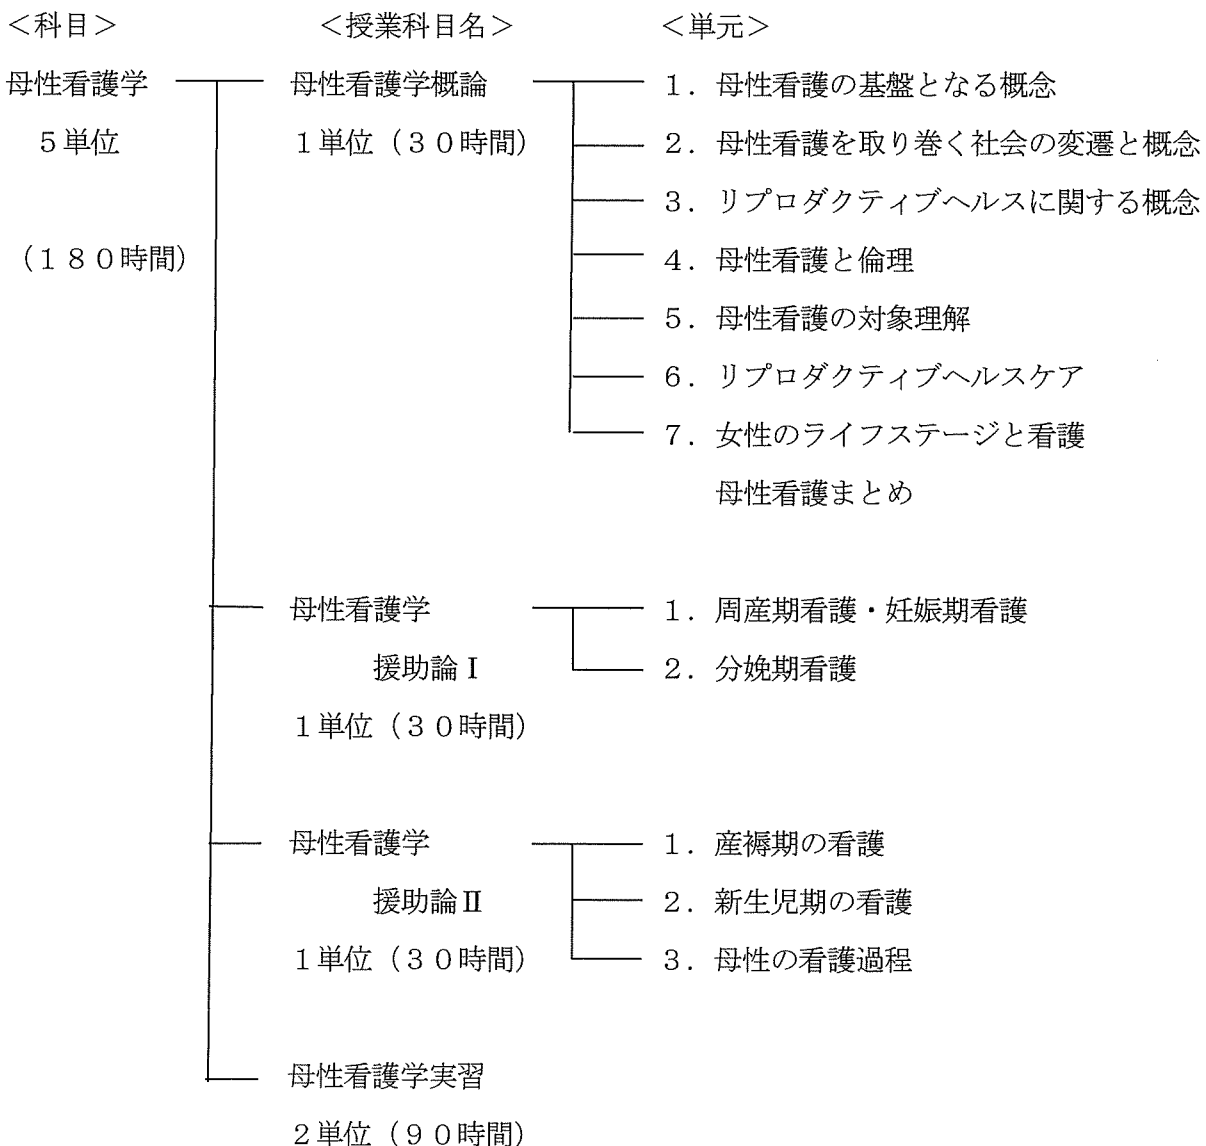 ＜科目＞ ＜授業科目名＞ ＜単元＞
母性看護学 母性看護学概論 １．母性看護の基盤となる概念
５単位 １単位（３０時間） ２．母性看護を取り巻く社会の変遷と概念
３．リプロダクティブヘルスに関する概念
（１８０時間） ４．母性看護と倫理
５．母性看護の対象理解
６．リプロダクティブヘルスケア
７．女性のライフステージと看護
母性看護まとめ
母性看護学 １．周産期看護・妊娠期看護
援助論Ⅰ ２．分娩期看護
１単位（３０時間）
母性看護学 １．産褥期の看護
援助論Ⅱ ２．新生児期の看護
１単位（３０時間） ３．母性の看護過程
母性看護学実習
２単位（９０時間）